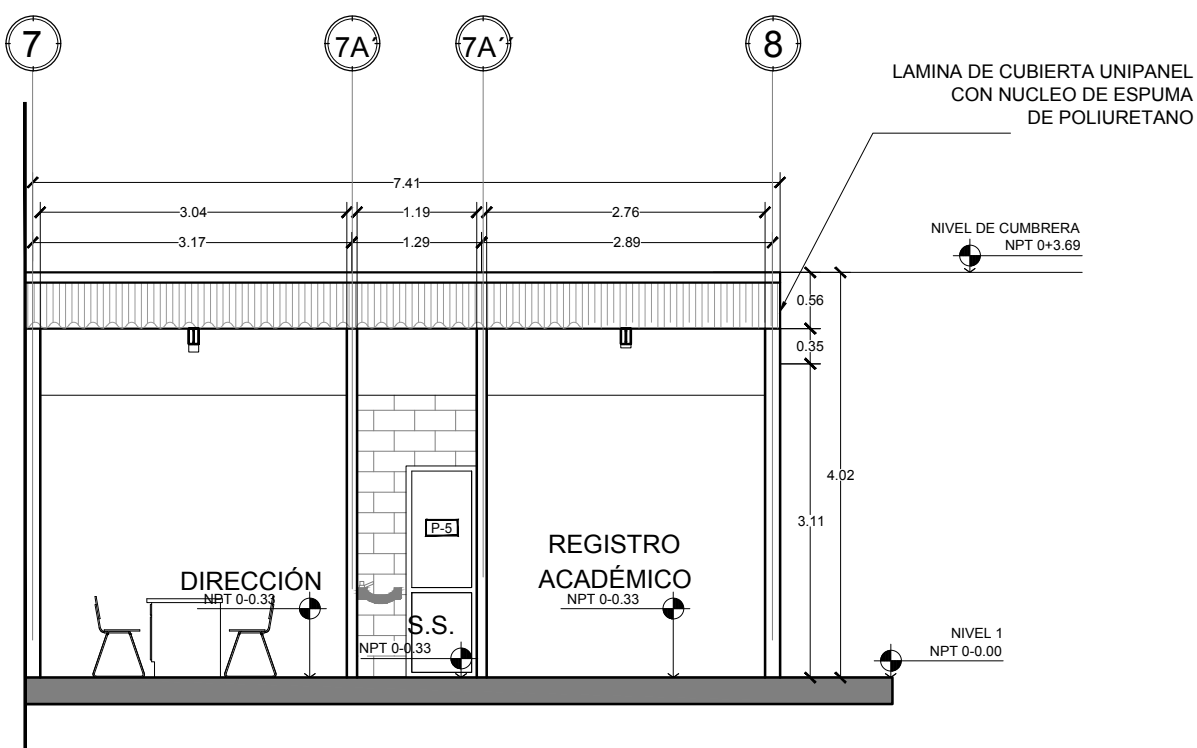 7
7A´
7A´´
8
LAMINA DE CUBIERTA UNIPANEL
CON NUCLEO DE ESPUMA
DE POLIURETANO
7.41
3.04
1.19
2.76
3.17
1.29
2.89
NIVEL DE CUMBRERA
NPT 0+3.69
0.56
0.35
4.02
3.11
P-5
REGISTRO
ACADÉMICO
NPT 0-0.33
DIRECCIÓN
NPT 0-0.33
S.S.
NPT 0-0.33
NIVEL 1
NPT 0-0.00